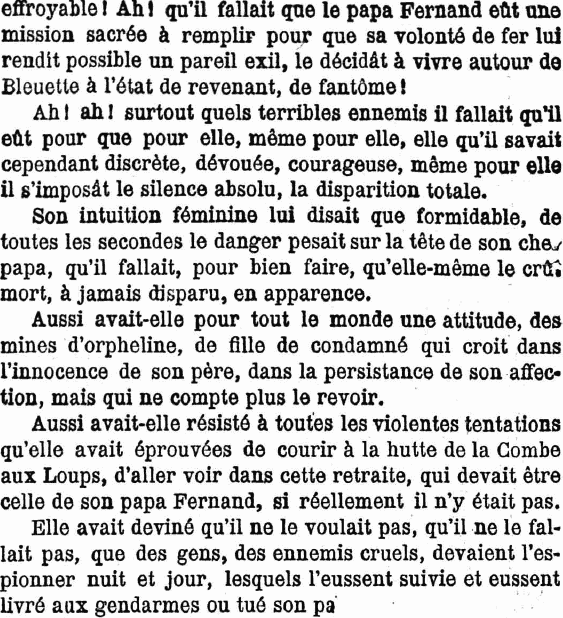 effroyable ! Ah ! qu'il fallait que le papa Fernand eût une
mission sacrée à remplir pour que sa volonté de fer lui
rendit possible un pareil exil, le décidât à vivre autour de
Bleuette à l'état de revenant, de fantôme !
Ah ! ah ! surtout quels terribles ennemis il fallait qu'il
eût pour que pour elle, même pour elle, elle qu'il savait
cependant discrète, dévouée, courageuse, même pour elle
il s'imposât le silence absolu, la disparition totale.
Son intuition féminine lui disait que formidable, de
toutes les secondes le danger pesait sur la tête de son cher
papa, qu'il fallait, pour bien faire, qu'elle-même le crût
mort, à jamais disparu, en apparence.
Aussi avait-elle pour tout le monde une attitude, des
mines d'orpheline, de fille de condamné qui croit dans
l'innocence de son père, dans la persistance de son affec-
tion, mais qui ne compte plus le revoir.
Aussi avait-elle résisté à toutes les violentes tentations
qu'elle avait éprouvées de courir à la hutte de la Combe
aux Loups, d'aller voir dans cette retraite, qui devait être
celle de son papa Fernand, si réellement il n'y était pas.
Elle avait deviné qu'il ne le voulait pas, qu'il ne le fal-
lait pas, que des gens, des ennemis cruels, devaient l'es-
pionner nuit et jour, lesquels l'eussent suivie et eussent
livré aux gendarmes ou tué son pa